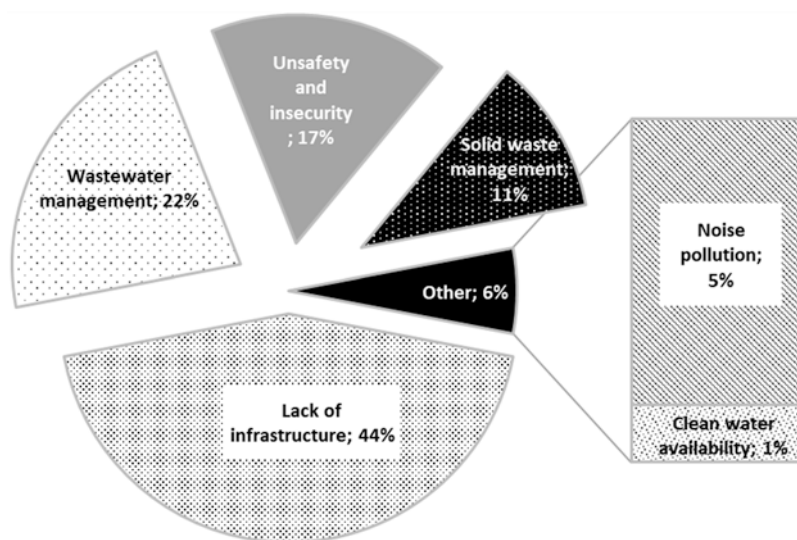 Unsafety
and
insecurity
; 17%
Solid waste
management;
11%
Wastewater
management; 22%
Noise
pollution;
5%
Other; 6%
Lack of
infrastructure; 44%
Clean water
availability; 1%